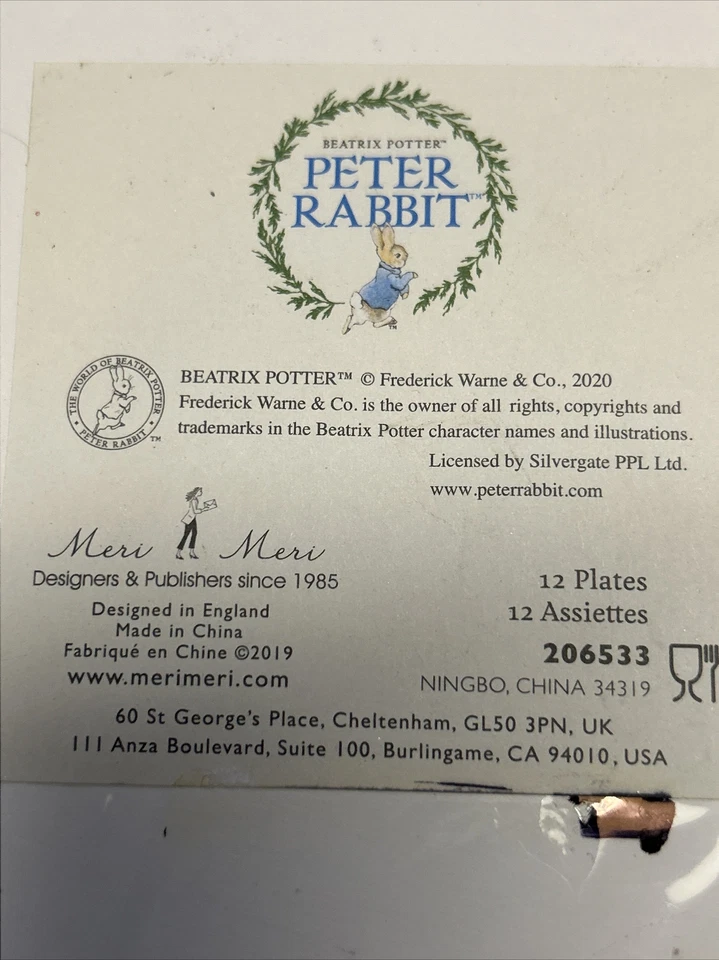 BEATRIX POTTER™
PETER
RABBIT™
TM
THE WORLD OF BEATRIX POTTER
• PETER RABBIT •
TM
BEATRIX POTTER™ © Frederick Warne & Co., 2020
Frederick Warne & Co. is the owner of all rights, copyrights and
trademarks in the Beatrix Potter character names and illustrations.
Licensed by Silvergate PPL Ltd.
www.peterrabbit.com
Meri Meri
Designers & Publishers since 1985
Designed in England
Made in China
Fabriqué en Chine ©2019
www.merimeri.com
12 Plates
12 Assiettes
206533
NINGBO, CHINA 34319
60 St George's Place, Cheltenham, GL50 3PN, UK
111 Anza Boulevard, Suite 100, Burlingame, CA 94010, USA